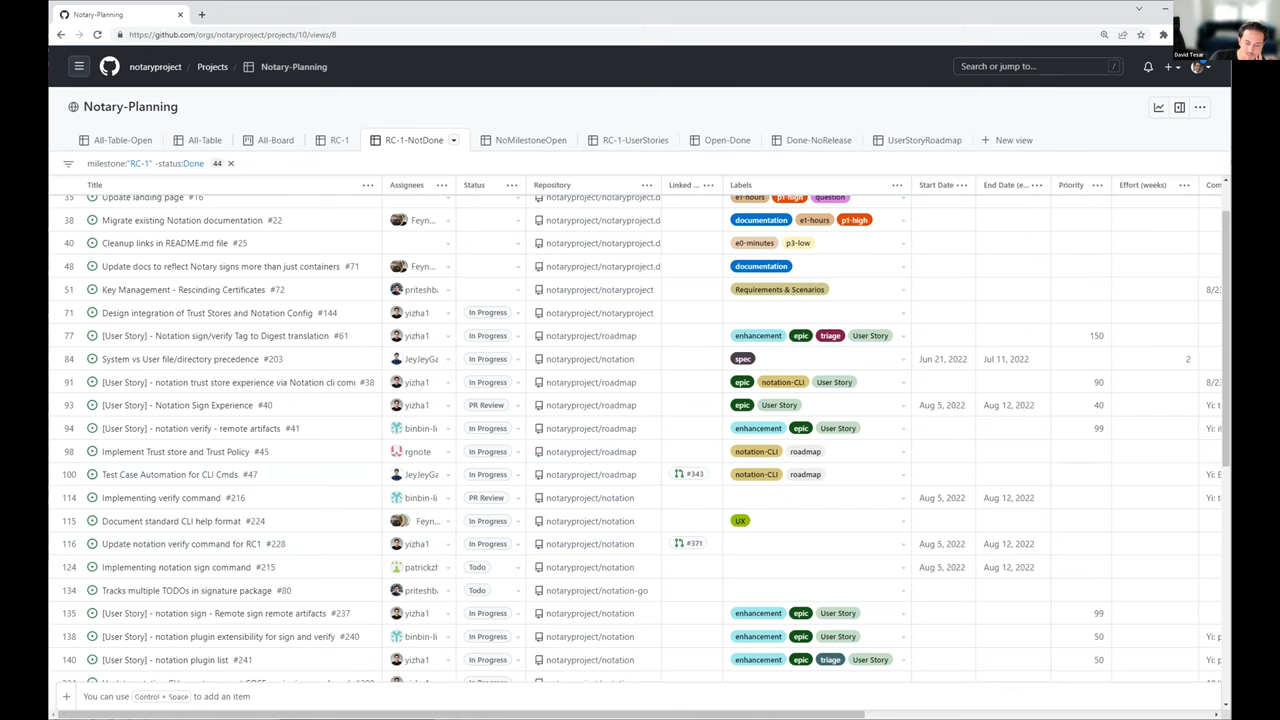 Notary-Planning
https://github.com/orgs/notaryproject/projects/10/views/8
David Tesar
notaryproject / Projects / Notary-Planning
Search or jump to... /
Notary-Planning
All-Table-Open All-Table All-Board RC-1 RC-1-NotDone NoMilestoneOpen RC-1-UserStories Open-Done Done-NoRelease UserStoryRoadmap New view
milestone:"RC-1" -status:Done 44
Title Assignees Status Repository Linked ... Labels Start Date End Date (e... Priority Effort (weeks) Com
35 Update landing page #16 notaryproject/notaryproject.d e1-hours p1-high question
38 Migrate existing Notation documentation #22 Feyn... notaryproject/notaryproject.d documentation e1-hours p1-high
40 Cleanup links in README.md file #25 notaryproject/notaryproject.d e0-minutes p3-low
48 Update docs to reflect Notary signs more than just containers #71 Feyn... notaryproject/notaryproject.d documentation
51 Key Management - Rescinding Certificates #72 priteshb notaryproject/notaryproject Requirements & Scenarios 8/23
71 Design integration of Trust Stores and Notation Config #144 yizha1 In Progress notaryproject/notaryproject
77 [User Story] - Notation sign/verify Tag to Digest translation #61 yizha1 In Progress notaryproject/roadmap enhancement epic triage User Story 150
84 System vs User file/directory precedence #203 JeyJeyGa In Progress notaryproject/notation spec Jun 21, 2022 Jul 11, 2022 2
91 [User Story] - notation trust store experience via Notation cli com #38 yizha1 In Progress notaryproject/roadmap epic notation-CLI User Story 90 8/23
93 [User Story] - Notation Sign Experience #40 yizha1 PR Review notaryproject/roadmap epic User Story Aug 5, 2022 Aug 12, 2022 40 Yi: t
94 [User Story] - notation verify - remote artifacts #41 binbin-li In Progress notaryproject/roadmap enhancement epic User Story 99 Yi: i
98 Implement Trust store and Trust Policy #45 rgnote In Progress notaryproject/roadmap notation-CLI roadmap
100 Test Case Automation for CLI Cmds #47 JeyJeyGa In Progress notaryproject/roadmap #343 notation-CLI roadmap Yi:
114 Implementing verify command #216 binbin-li PR Review notaryproject/notation Aug 5, 2022 Aug 12, 2022 Yi: t
115 Document standard CLI help format #224 Feyn... In Progress notaryproject/notation UX
116 Update notation verify command for RC1 #228 yizha1 In Progress notaryproject/notation #371 Aug 5, 2022 Aug 12, 2022
124 Implementing notation sign command #215 patrickzh Todo notaryproject/notation Aug 5, 2022 Aug 12, 2022
134 Tracks multiple TODOs in signature package #80 priteshb Todo notaryproject/notation-go
135 [User Story] - notation sign - Remote sign remote artifacts #237 yizha1 In Progress notaryproject/notation enhancement epic User Story 99
138 [User Story] - notation plugin extensibility for sign and verify #240 binbin-li In Progress notaryproject/notation enhancement epic User Story 50 Yi: p
140 [User Story] - notation plugin list #241 yizha1 In Progress notaryproject/notation enhancement epic triage User Story 50 Yi: p
You can use Control + Space to add an item